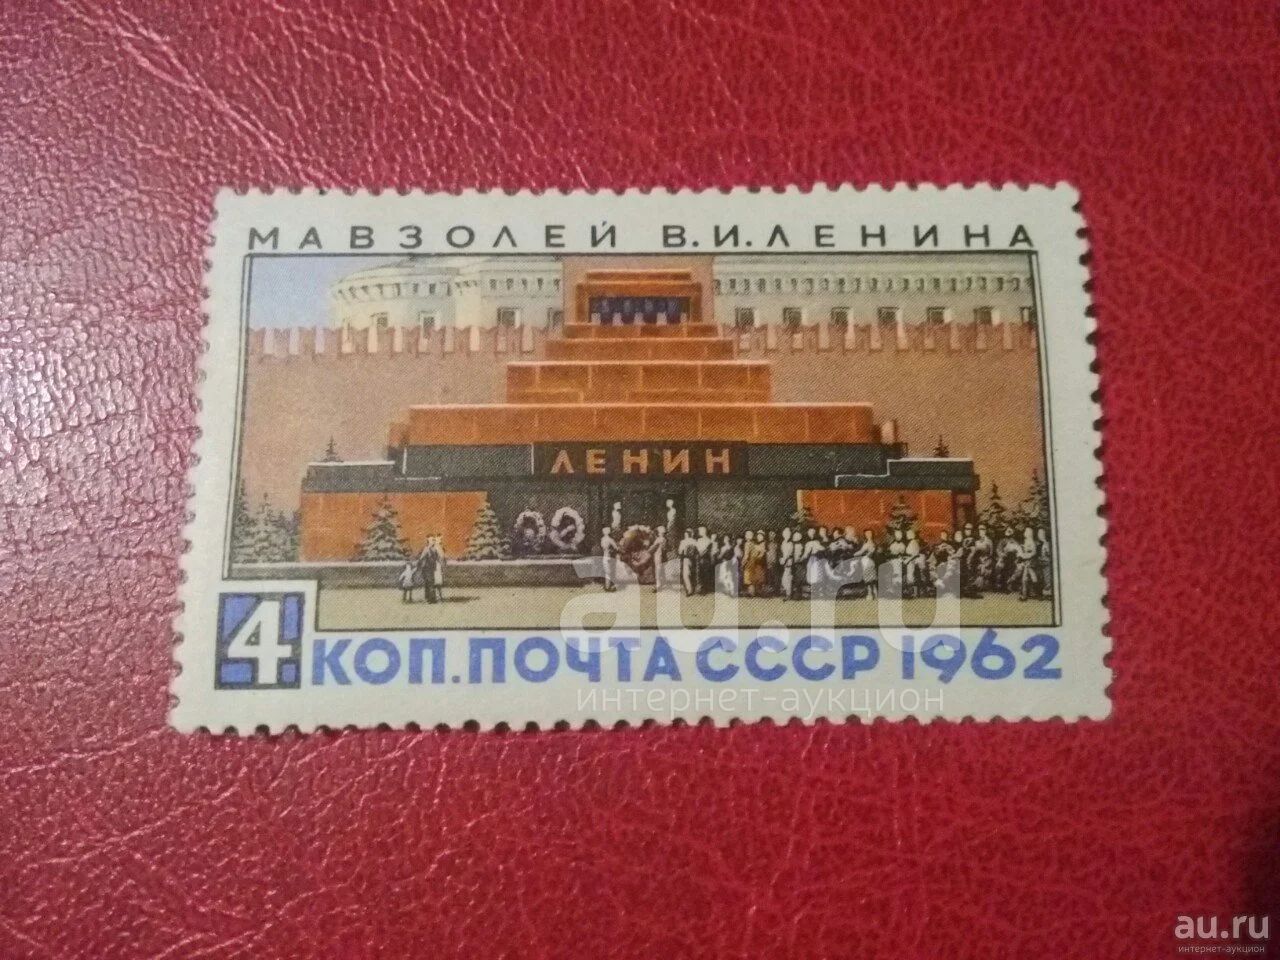 МАВЗОЛЕЙ В.И.ЛЕНИНА
ЛЕНИН
4 КОП. ПОЧТА СССР 1962
au.ru
интернет-аукцион
au.ru
интернет-аукцион